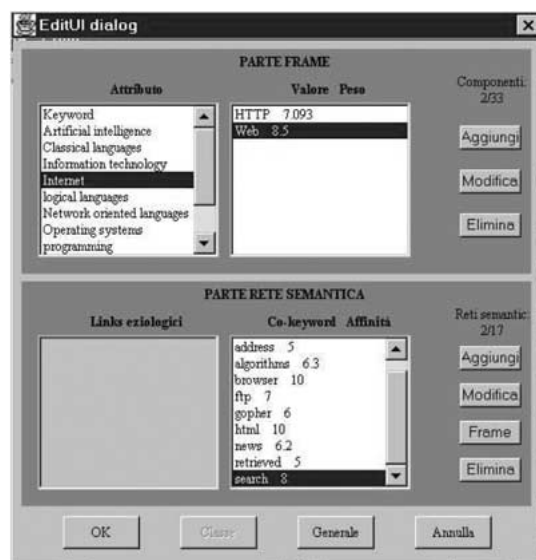 EditUI dialog
PARTE FRAME
Attributo
Valore Peso
Componenti:
2/33
Keyword
Artificial intelligence
Classical languages
Information technology
Internet
logical languages
Network oriented languages
Operating systems
programming
HTTP 7.093
Web 8.5
Aggiungi
Modifica
Elimina
PARTE RETE SEMANTICA
Links eziologici
Co-keyword Affinità
Reti semantic:
2/17
address 5
algorithms 6.3
browser 10
ftp 7
gopher 6
html 10
news 6.2
retrieved 5
search 8
Aggiungi
Modifica
Frame
Elimina
OK
Classe
Generale
Annulla